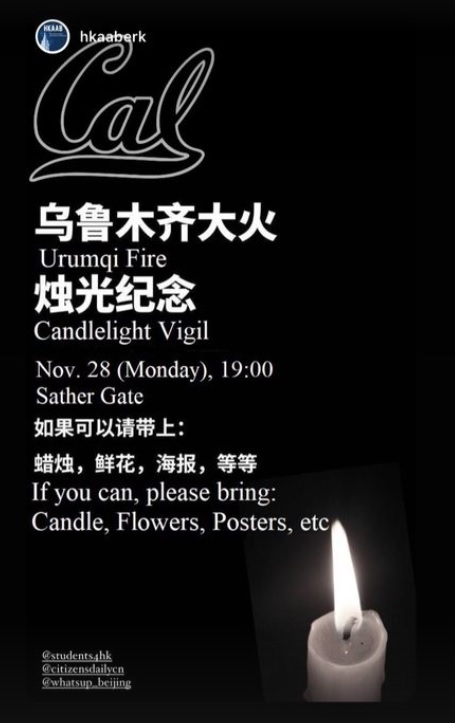 HKAAB
hkaaberk
Cal
乌鲁木齐大火
Urumqi Fire
烛光纪念
Candlelight Vigil
Nov. 28 (Monday), 19:00
Sather Gate
如果可以请带上：
蜡烛，鲜花，海报，等等
If you can, please bring:
Candle, Flowers, Posters, etc
@students4hk
@citizensdailycn
@whatsup_beijing